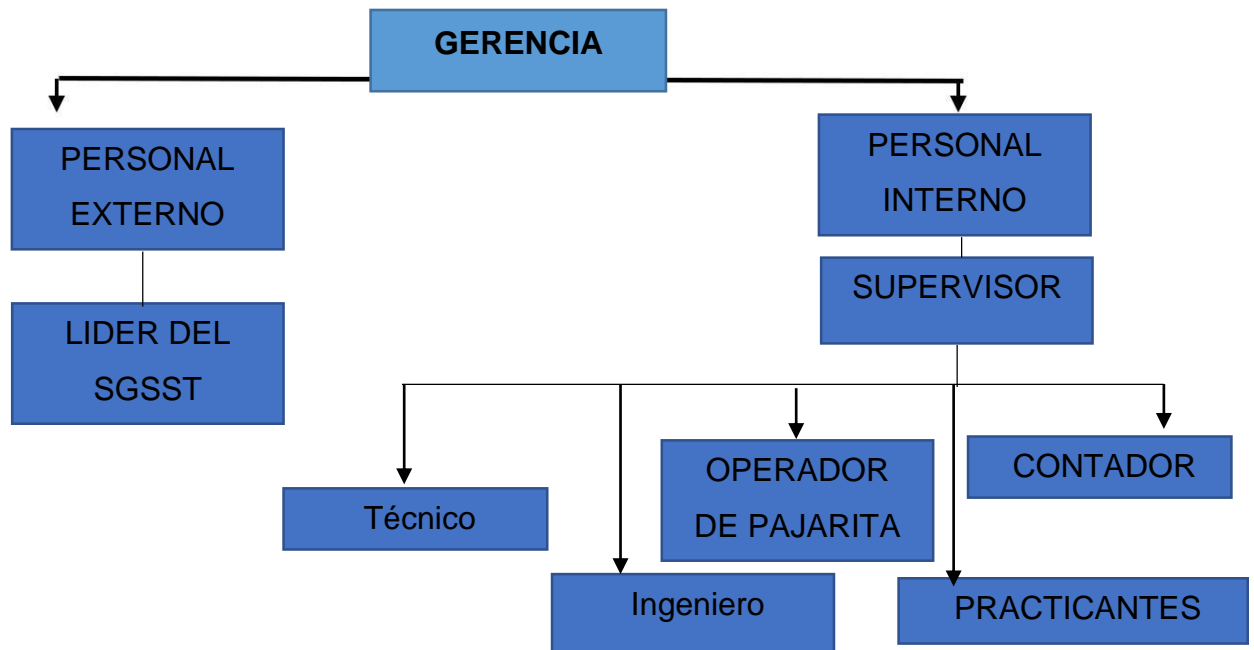 GERENCIA
PERSONAL
EXTERNO
PERSONAL
INTERNO
SUPERVISOR
LIDER DEL
SGSST
Técnico
Ingeniero
OPERADOR
DE PAJARITA
CONTADOR
PRACTICANTES